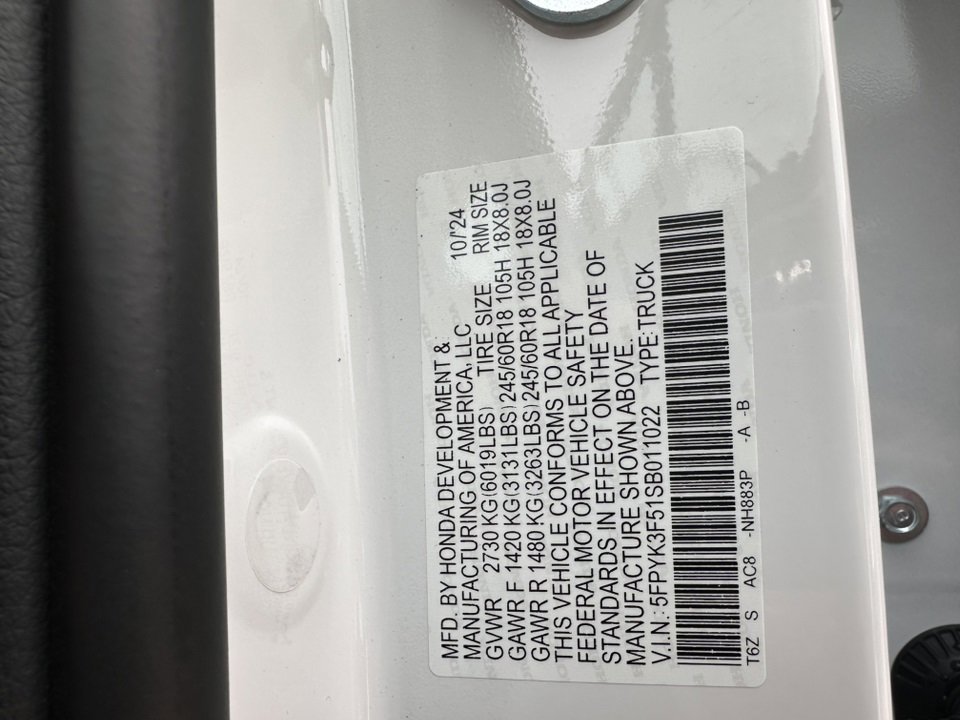 MFD. BY HONDA DEVELOPMENT &
MANUFACTURING OF AMERICA, LLC 10/'24
GVWR 2730 KG(6019LBS) TIRE SIZE RIM SIZE
GAWR F 1420 KG(3131LBS) 245/60R18 105H 18X8.0J
GAWR R 1480 KG(3263LBS) 245/60R18 105H 18X8.0J
THIS VEHICLE CONFORMS TO ALL APPLICABLE
FEDERAL MOTOR VEHICLE SAFETY
STANDARDS IN EFFECT ON THE DATE OF
MANUFACTURE SHOWN ABOVE.
V.I.N.: 5FPYK3F51SB011022 TYPE:TRUCK
T6Z S AC8 -NH883P -A -B